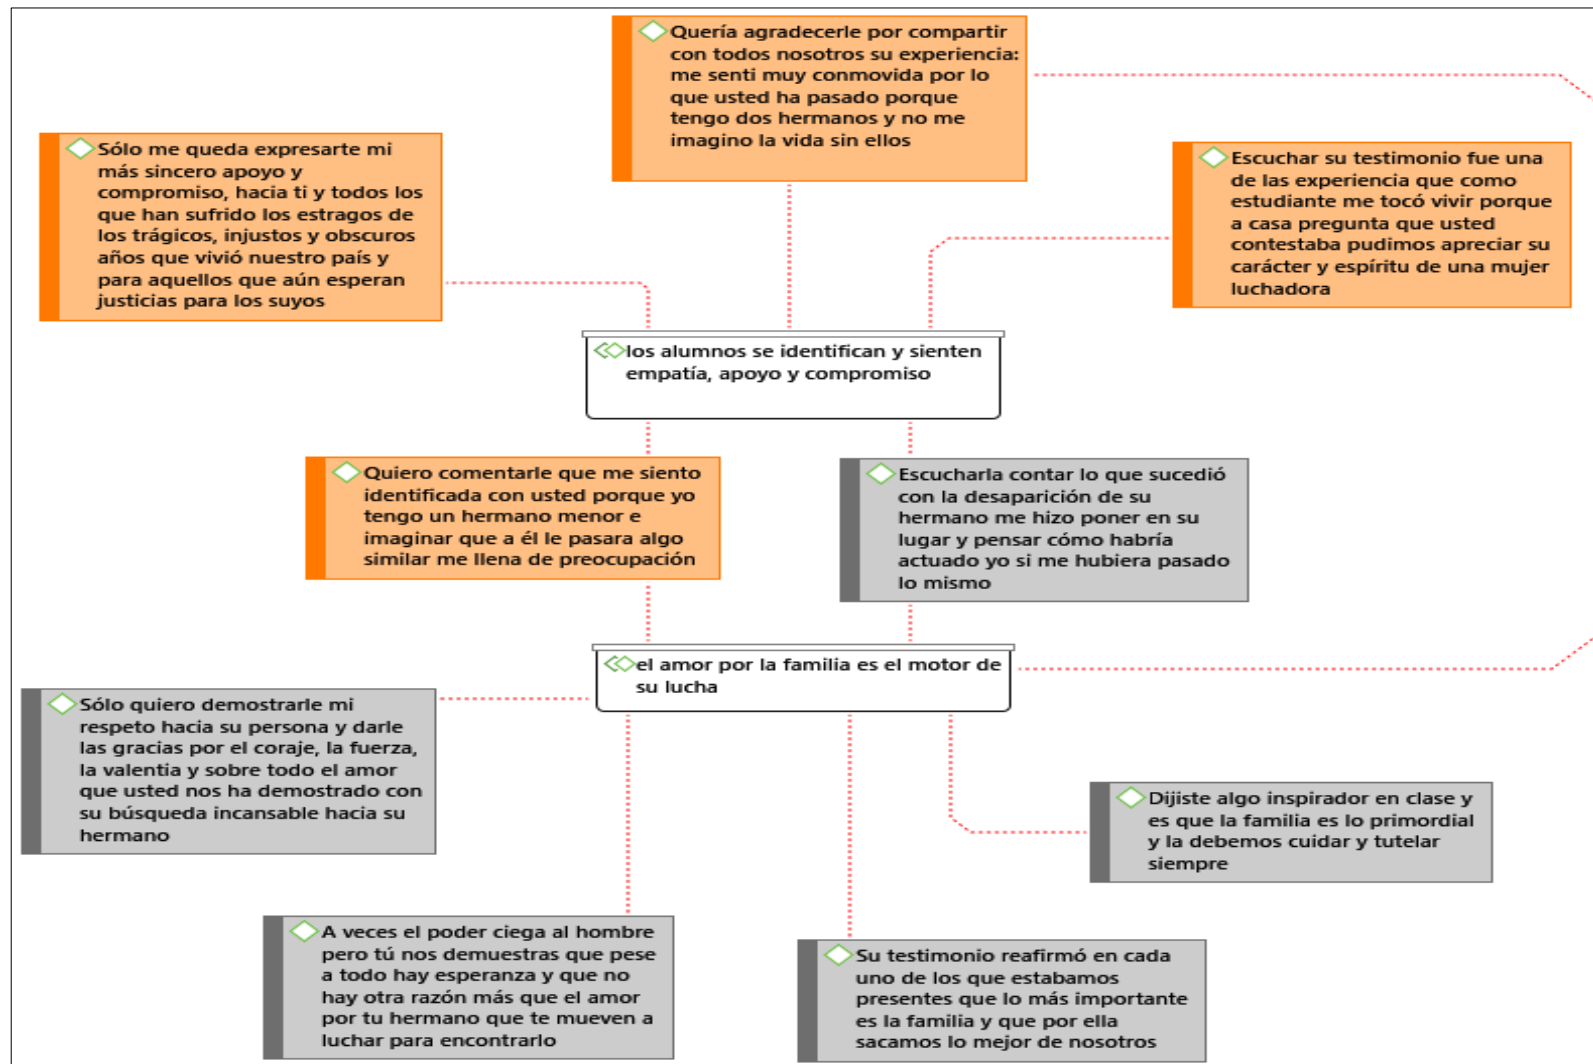 Quería agradecerle por compartir
con todos nosotros su experiencia:
me senti muy conmovida por lo
que usted ha pasado porque
tengo dos hermanos y no me
imagino la vida sin ellos
Sólo me queda expresarte mi
más sincero apoyo y
compromiso, hacia ti y todos los
que han sufrido los estragos de
los trágicos, injustos y obscuros
años que vivió nuestro país y
para aquellos que aún esperan
justicias para los suyos
Escuchar su testimonio fue una
de las experiencia que como
estudiante me tocó vivir porque
a casa pregunta que usted
contestaba pudimos apreciar su
carácter y espíritu de una mujer
luchadora
los alumnos se identifican y sienten
empatía, apoyo y compromiso
Quiero comentarle que me siento
identificada con usted porque yo
tengo un hermano menor e
imaginar que a él le pasara algo
similar me llena de preocupación
Escucharla contar lo que sucedió
con la desaparición de su
hermano me hizo poner en su
lugar y pensar cómo habría
actuado yo si me hubiera pasado
lo mismo
el amor por la familia es el motor de
su lucha
Sólo quiero demostrarle mi
respeto hacia su persona y darle
las gracias por el coraje, la fuerza,
la valentia y sobre todo el amor
que usted nos ha demostrado con
su búsqueda incansable hacia su
hermano
Dijiste algo inspirador en clase y
es que la familia es lo primordial
y la debemos cuidar y tutelar
siempre
A veces el poder ciega al hombre
pero tú nos demuestras que pese
a todo hay esperanza y que no
hay otra razón más que el amor
por tu hermano que te mueven a
luchar para encontrarlo
Su testimonio reafirmó en cada
uno de los que estabamos
presentes que lo más importante
es la familia y que por ella
sacamos lo mejor de nosotros